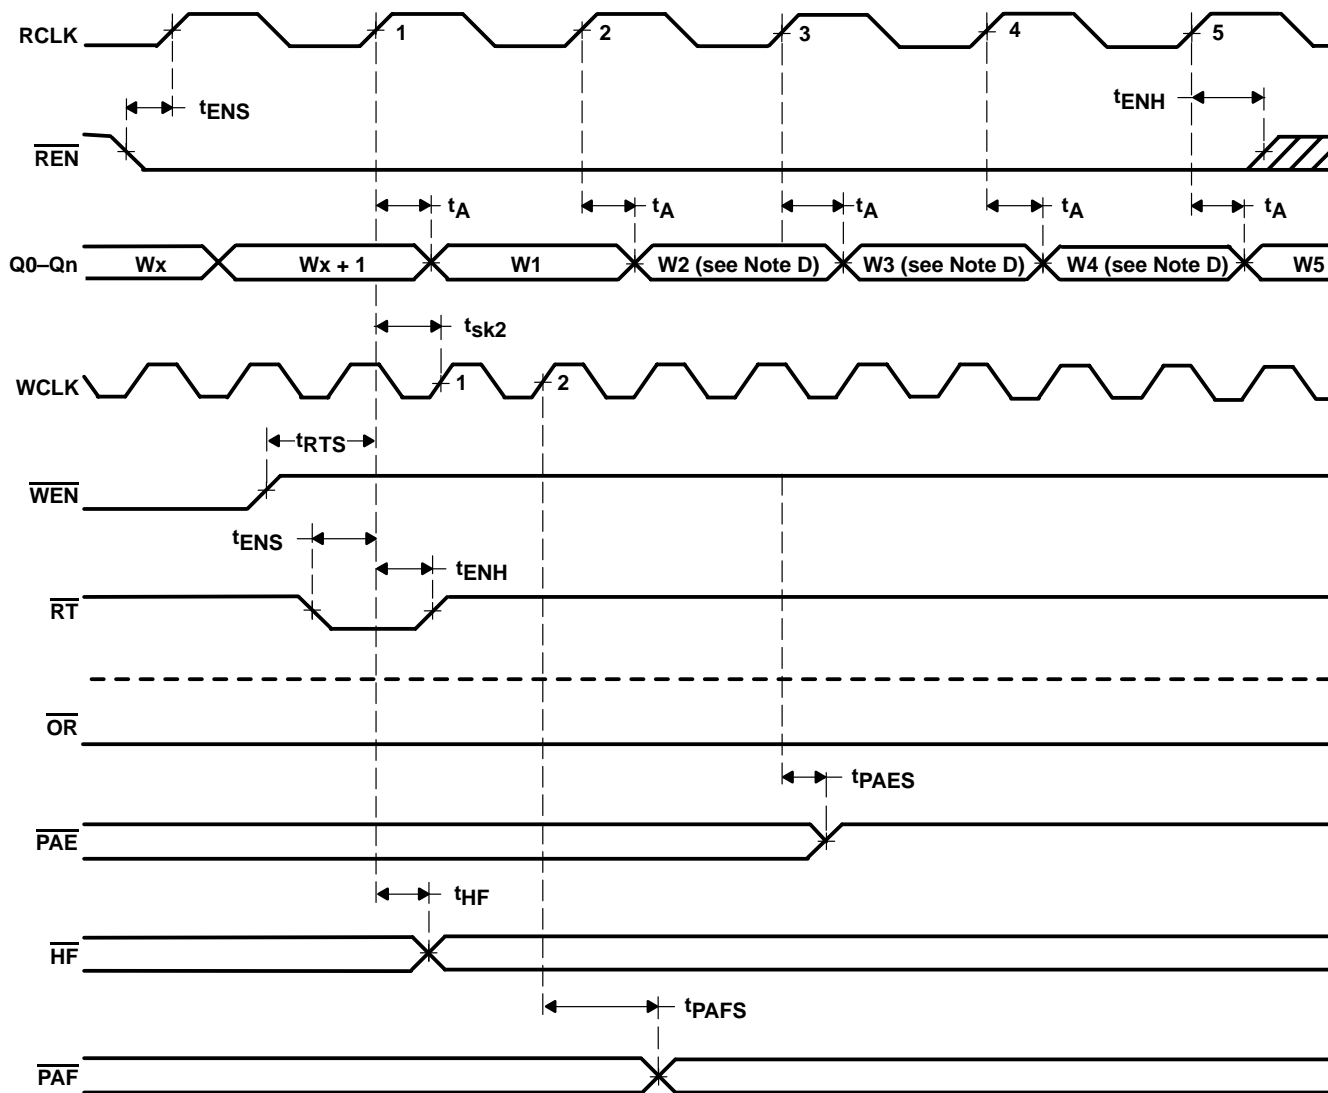 RCLK
1
2
3
4
5
tENS
tENH
REN
tA
tA
tA
tA
tA
Q0–Qn
Wx
Wx + 1
W1
W2 (see Note D)
W3 (see Note D)
W4 (see Note D)
W5
tsk2
WCLK
1
2
tRTS
WEN
tENS
tENH
RT
OR
tPAES
PAE
tHF
HF
tPAFS
PAF